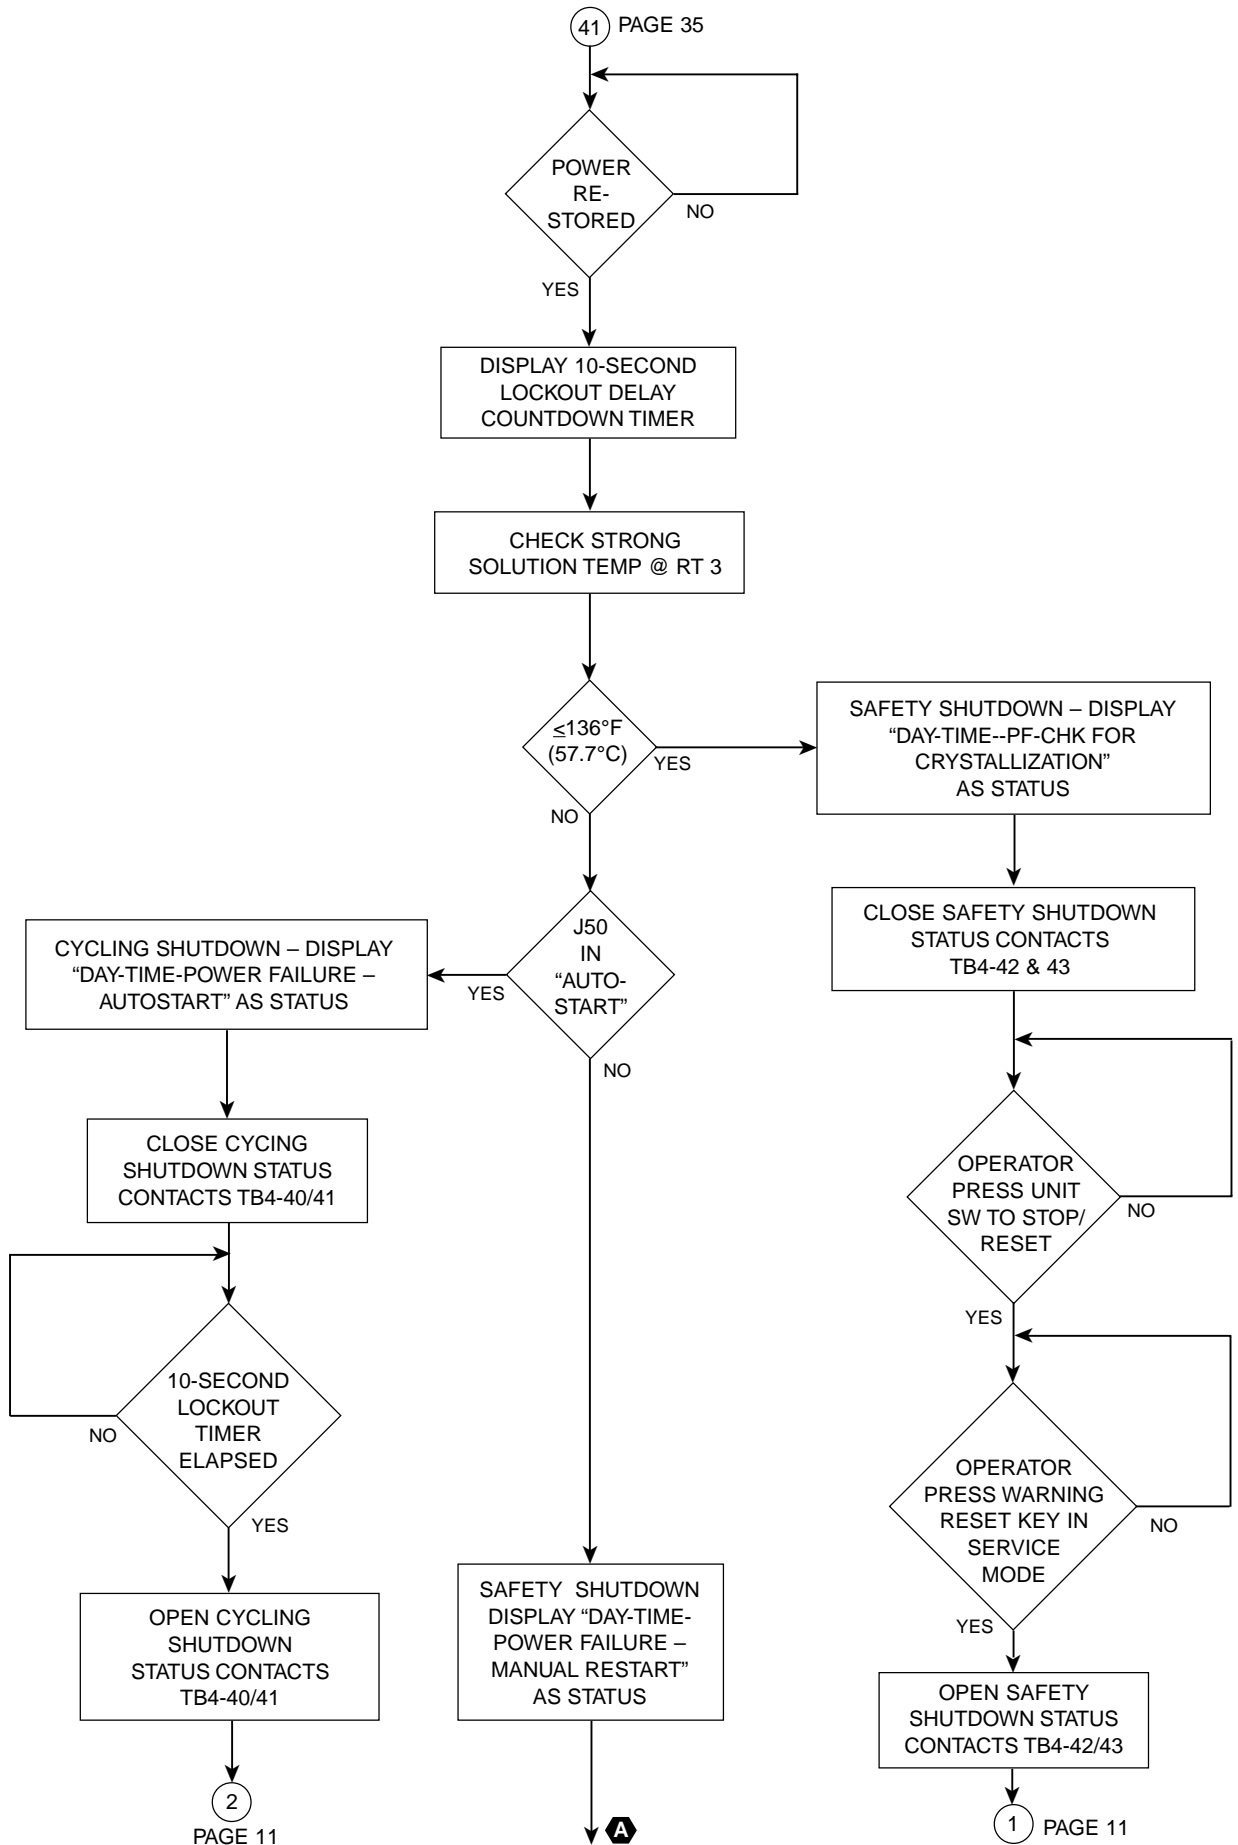 41 PAGE 35
POWER
RE-
STORED
NO
YES
DISPLAY 10-SECOND
LOCKOUT DELAY
COUNTDOWN TIMER
CHECK STRONG
SOLUTION TEMP @ RT 3
≤136°F
(57.7°C)
YES
NO
SAFETY SHUTDOWN – DISPLAY
“DAY-TIME--PF-CHK FOR
CRYSTALLIZATION”
AS STATUS
CLOSE SAFETY SHUTDOWN
STATUS CONTACTS
TB4-42 & 43
J50
IN
“AUTO-
START”
YES
NO
CYCLING SHUTDOWN – DISPLAY
“DAY-TIME-POWER FAILURE –
AUTOSTART” AS STATUS
CLOSE CYCING
SHUTDOWN STATUS
CONTACTS TB4-40/41
OPERATOR
PRESS UNIT
SW TO STOP/
RESET
NO
YES
10-SECOND
LOCKOUT
TIMER
ELAPSED
NO
YES
OPERATOR
PRESS WARNING
RESET KEY IN
SERVICE
MODE
NO
YES
OPEN CYCLING
SHUTDOWN
STATUS CONTACTS
TB4-40/41
SAFETY SHUTDOWN
DISPLAY “DAY-TIME-
POWER FAILURE –
MANUAL RESTART”
AS STATUS
OPEN SAFETY
SHUTDOWN STATUS
CONTACTS TB4-42/43
2
PAGE 11
A
1 PAGE 11